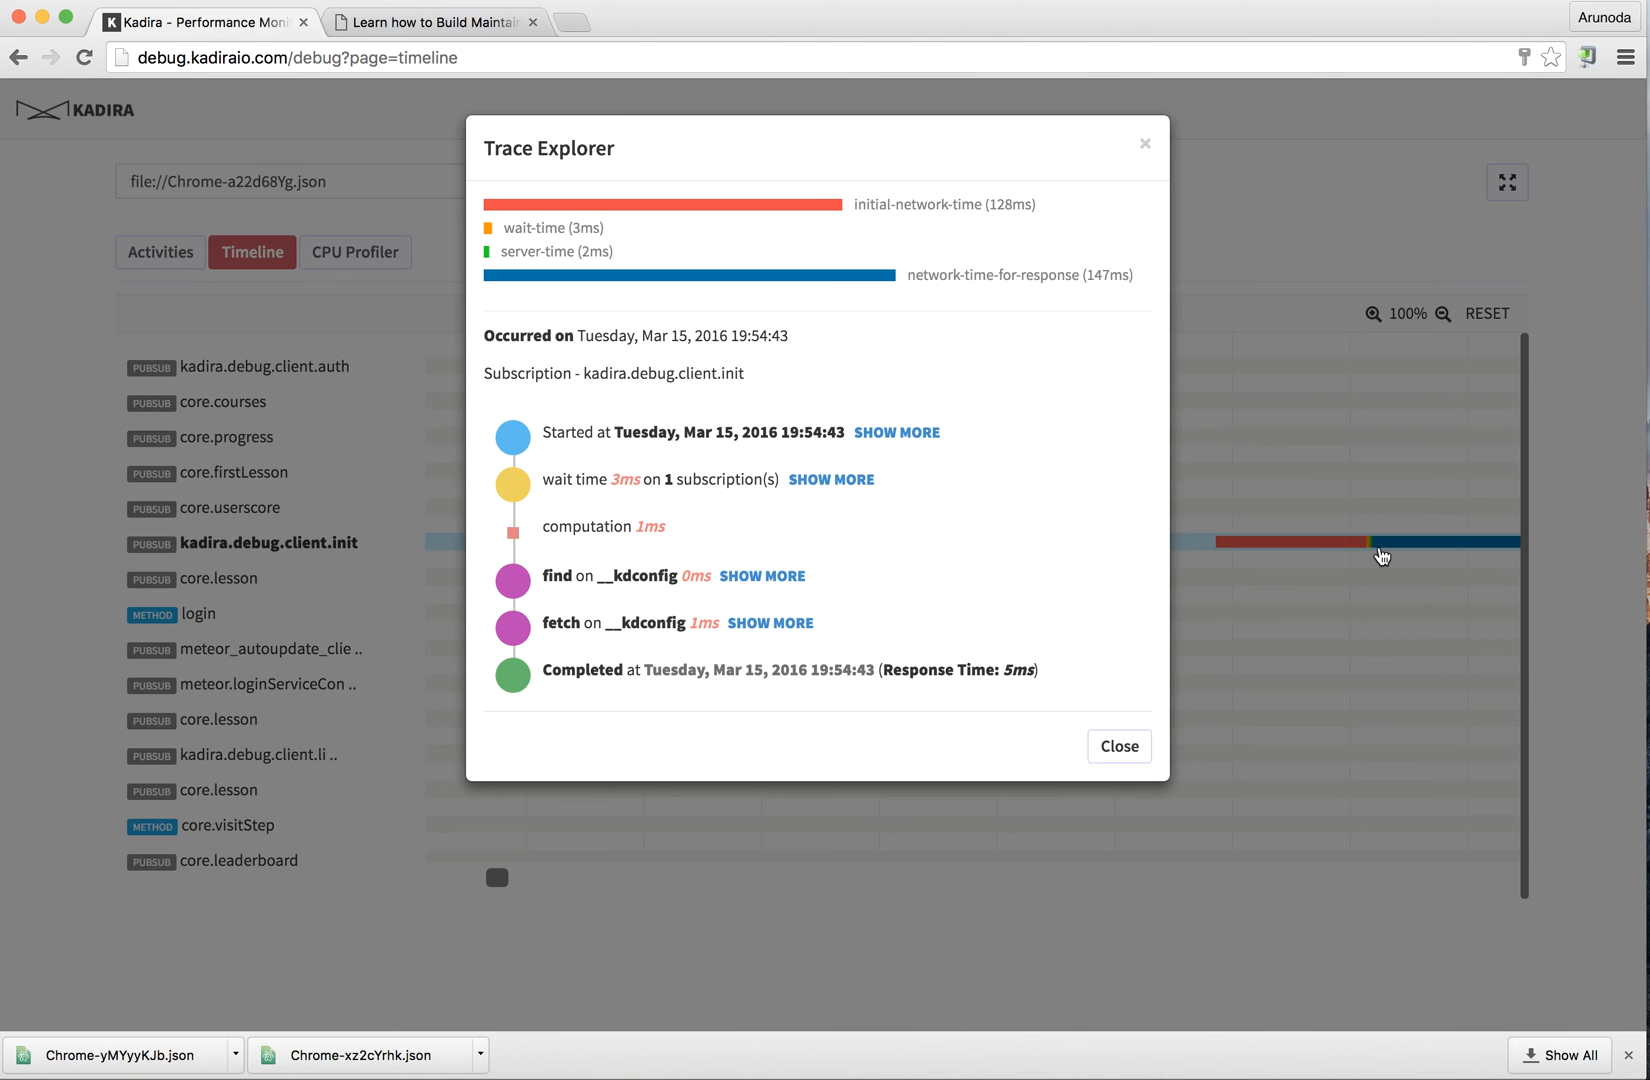 Kadira - Performance Moni
Learn how to Build Maintai
Arunoda
debug.kadiraio.com/debug?page=timeline
KADIRA
file://Chrome-a22d68Yg.json
Activities
Timeline
CPU Profiler
100%
RESET
PUBSUB kadira.debug.client.auth
PUBSUB core.courses
PUBSUB core.progress
PUBSUB core.firstLesson
PUBSUB core.userscore
PUBSUB kadira.debug.client.init
PUBSUB core.lesson
METHOD login
PUBSUB meteor_autoupdate_clie ..
PUBSUB meteor.loginServiceCon ..
PUBSUB core.lesson
PUBSUB kadira.debug.client.li ..
PUBSUB core.lesson
METHOD core.visitStep
PUBSUB core.leaderboard
Trace Explorer
×
initial-network-time (128ms)
wait-time (3ms)
server-time (2ms)
network-time-for-response (147ms)
Occurred on Tuesday, Mar 15, 2016 19:54:43
Subscription - kadira.debug.client.init
Started at Tuesday, Mar 15, 2016 19:54:43 SHOW MORE
wait time 3ms on 1 subscription(s) SHOW MORE
computation 1ms
find on __kdconfig 0ms SHOW MORE
fetch on __kdconfig 1ms SHOW MORE
Completed at Tuesday, Mar 15, 2016 19:54:43 (Response Time: 5ms)
Close
Chrome-yMYyyKJb.json
Chrome-xz2cYrhk.json
Show All